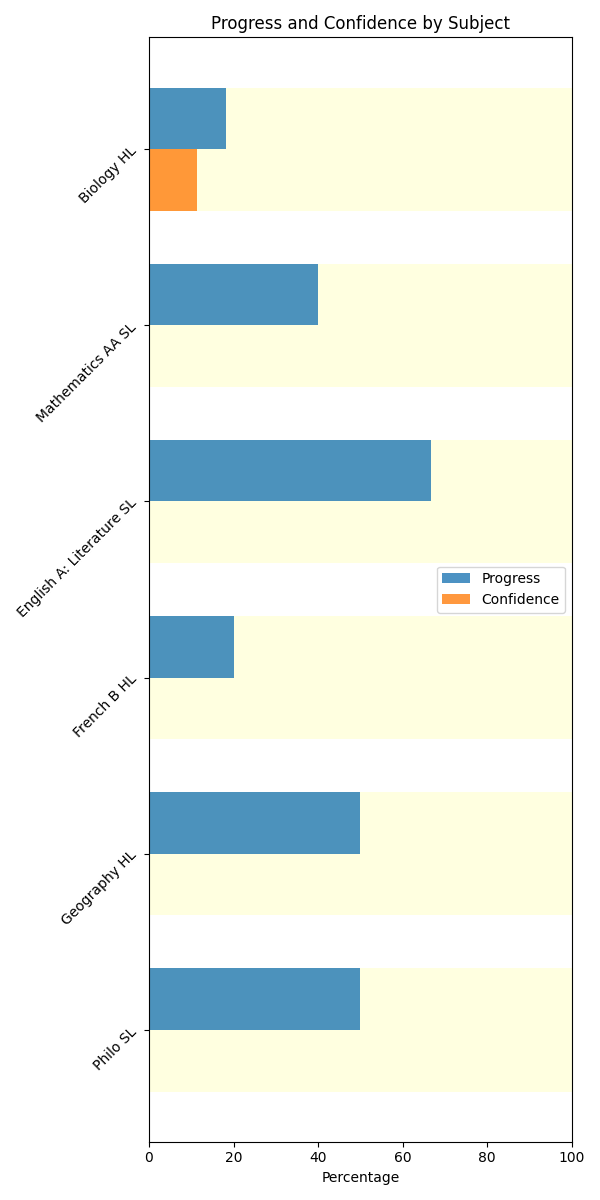 Progress and Confidence by Subject
Biology HL
Mathematics AA SL
English A: Literature SL
Progress
Confidence
French B HL
Geography HL
Philo SL
0 20 40 60 80 100
Percentage